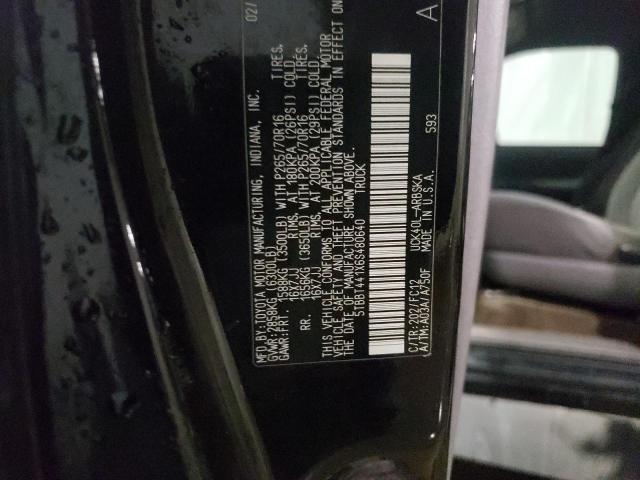 02/
MFD.BY:TOYOTA MOTOR MANUFACTURING, INDIANA, INC.
GVWR:2858KG (6300LB)
GAWR:FRT. 1588KG (3500LB) WITH P265/70R16 TIRES.
16X7JJ RIMS, AT 180KPA (26PSI) COLD.
RR. 1656KG (3650LB) WITH P265/70R16 TIRES.
16X7JJ RIMS, AT 200KPA (29PSI) COLD.
THIS VEHICLE CONFORMS TO ALL APPLICABLE FEDERAL MOTOR
VEHICLE SAFETY AND THEFT PREVENTION STANDARDS IN EFFECT ON
THE DATE OF MANUFACTURE SHOWN ABOVE.
5TBBT441X6S480640 TRUCK
C/TR:202/FC12 UCK40L-ARBSKA
A/TR:A03A/A750F MADE IN U.S.A. 593
A